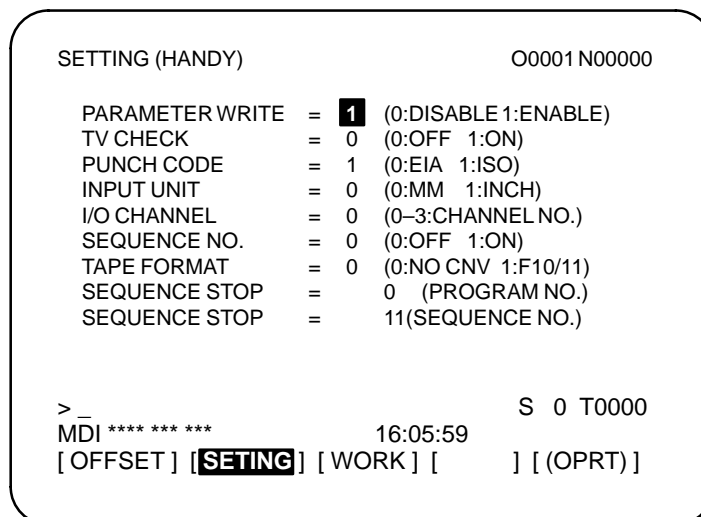 SETTING (HANDY) O0001 N00000
PARAMETER WRITE = 1 (0:DISABLE 1:ENABLE)
TV CHECK = 0 (0:OFF 1:ON)
PUNCH CODE = 1 (0:EIA 1:ISO)
INPUT UNIT = 0 (0:MM 1:INCH)
I/O CHANNEL = 0 (0–3:CHANNEL NO.)
SEQUENCE NO. = 0 (0:OFF 1:ON)
TAPE FORMAT = 0 (0:NO CNV 1:F10/11)
SEQUENCE STOP = 0 (PROGRAM NO.)
SEQUENCE STOP = 11(SEQUENCE NO.)
> _ S 0 T0000
MDI **** *** *** 16:05:59
[ OFFSET ] [ SETING ] [ WORK ] [ ] [ (OPRT) ]